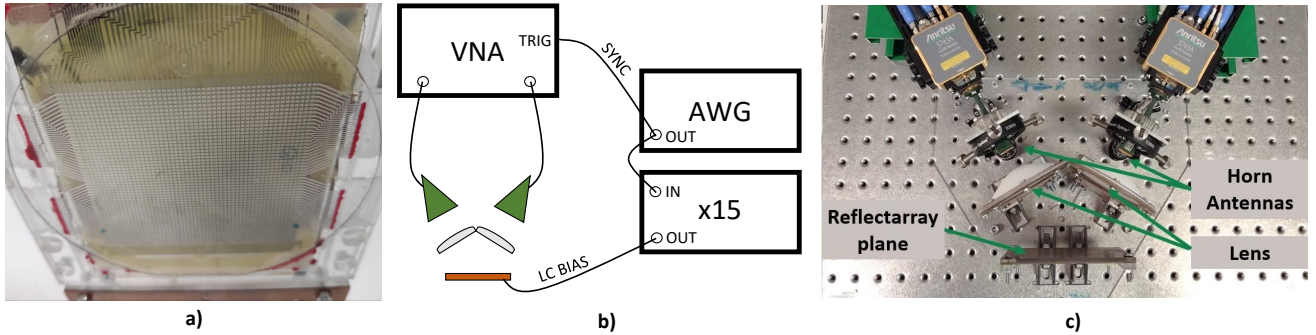 VNA
TRIG
SYNC
AWG
OUT
IN
x15
OUT
LC BIAS
Anritsu
Anritsu
Horn
Antennas
Reflectarray
plane
Lens
a)
b)
c)